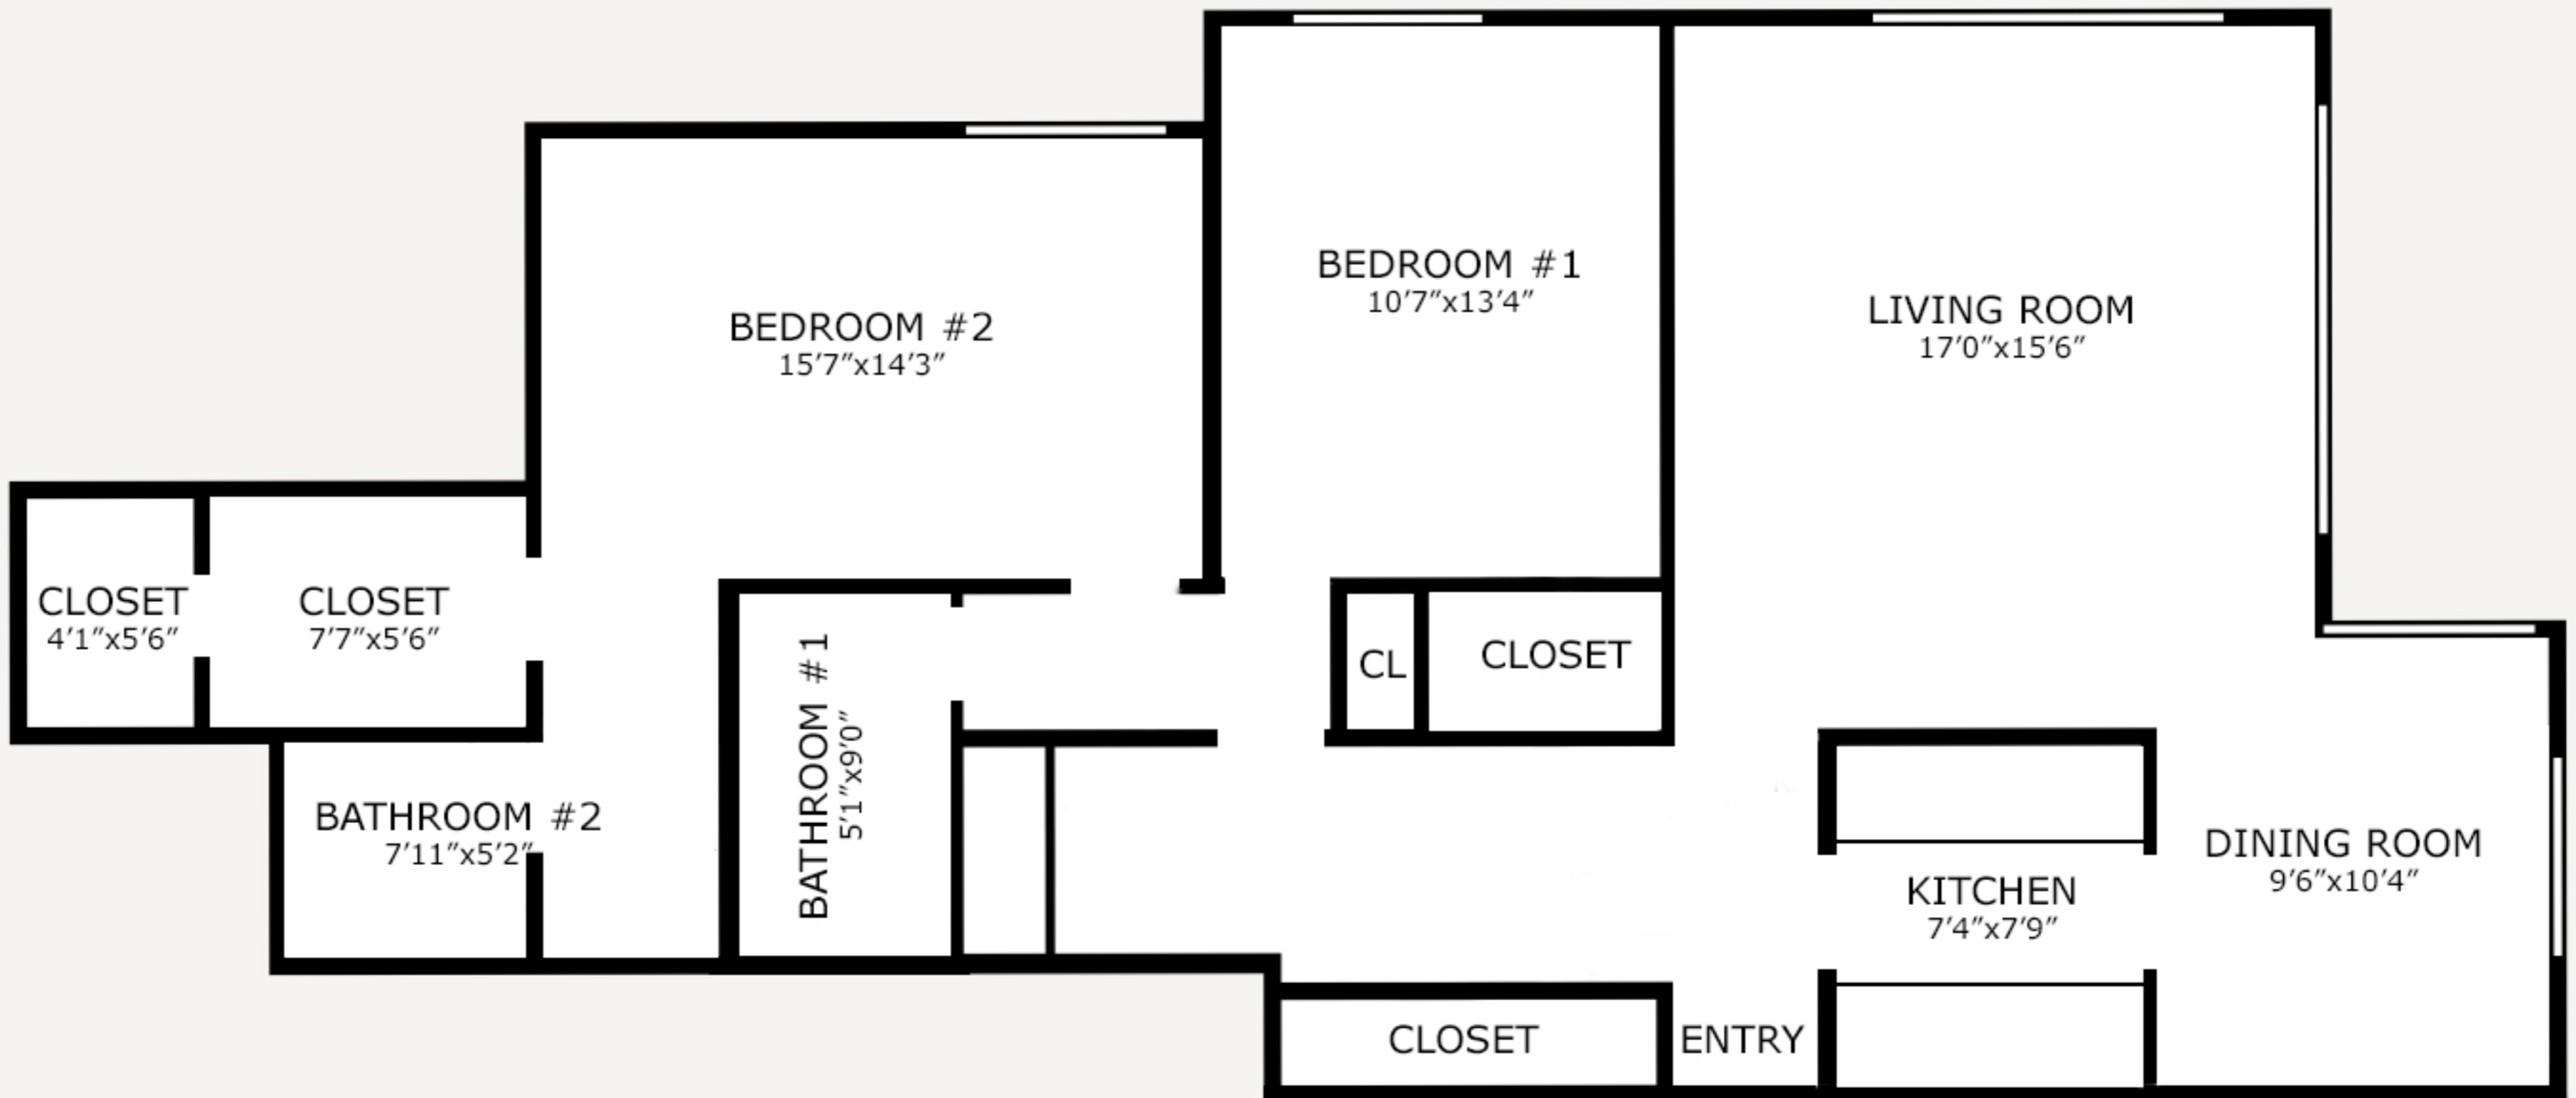 BEDROOM #1
10'7"x13'4"
LIVING ROOM
17'0"x15'6"
BEDROOM #2
15'7"x14'3"
CLOSET
4'1"x5'6"
CLOSET
7'7"x5'6"
CL
CLOSET
BATHROOM #1
5'1"x9'0"
BATHROOM #2
7'11"x5'2"
KITCHEN
7'4"x7'9"
DINING ROOM
9'6"x10'4"
CLOSET
ENTRY